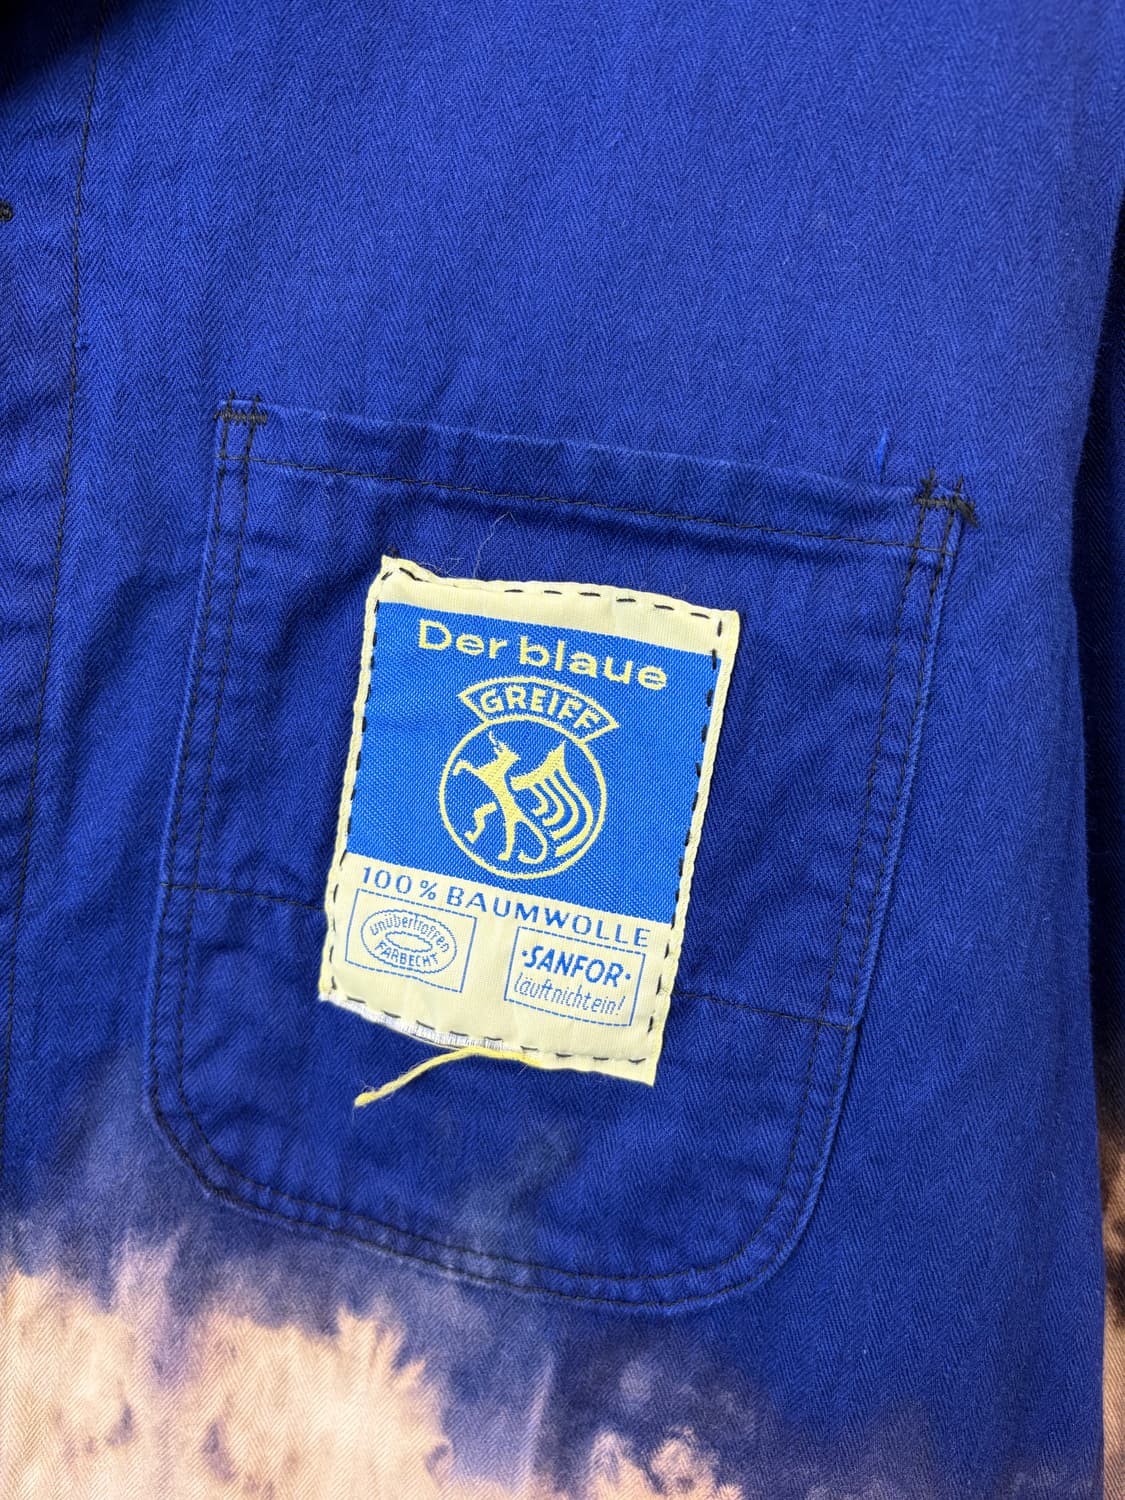 Der blaue
GREIFF
100% BAUMWOLLE
unübertroffen
FARBECHT
·SANFOR·
läuft nicht ein!